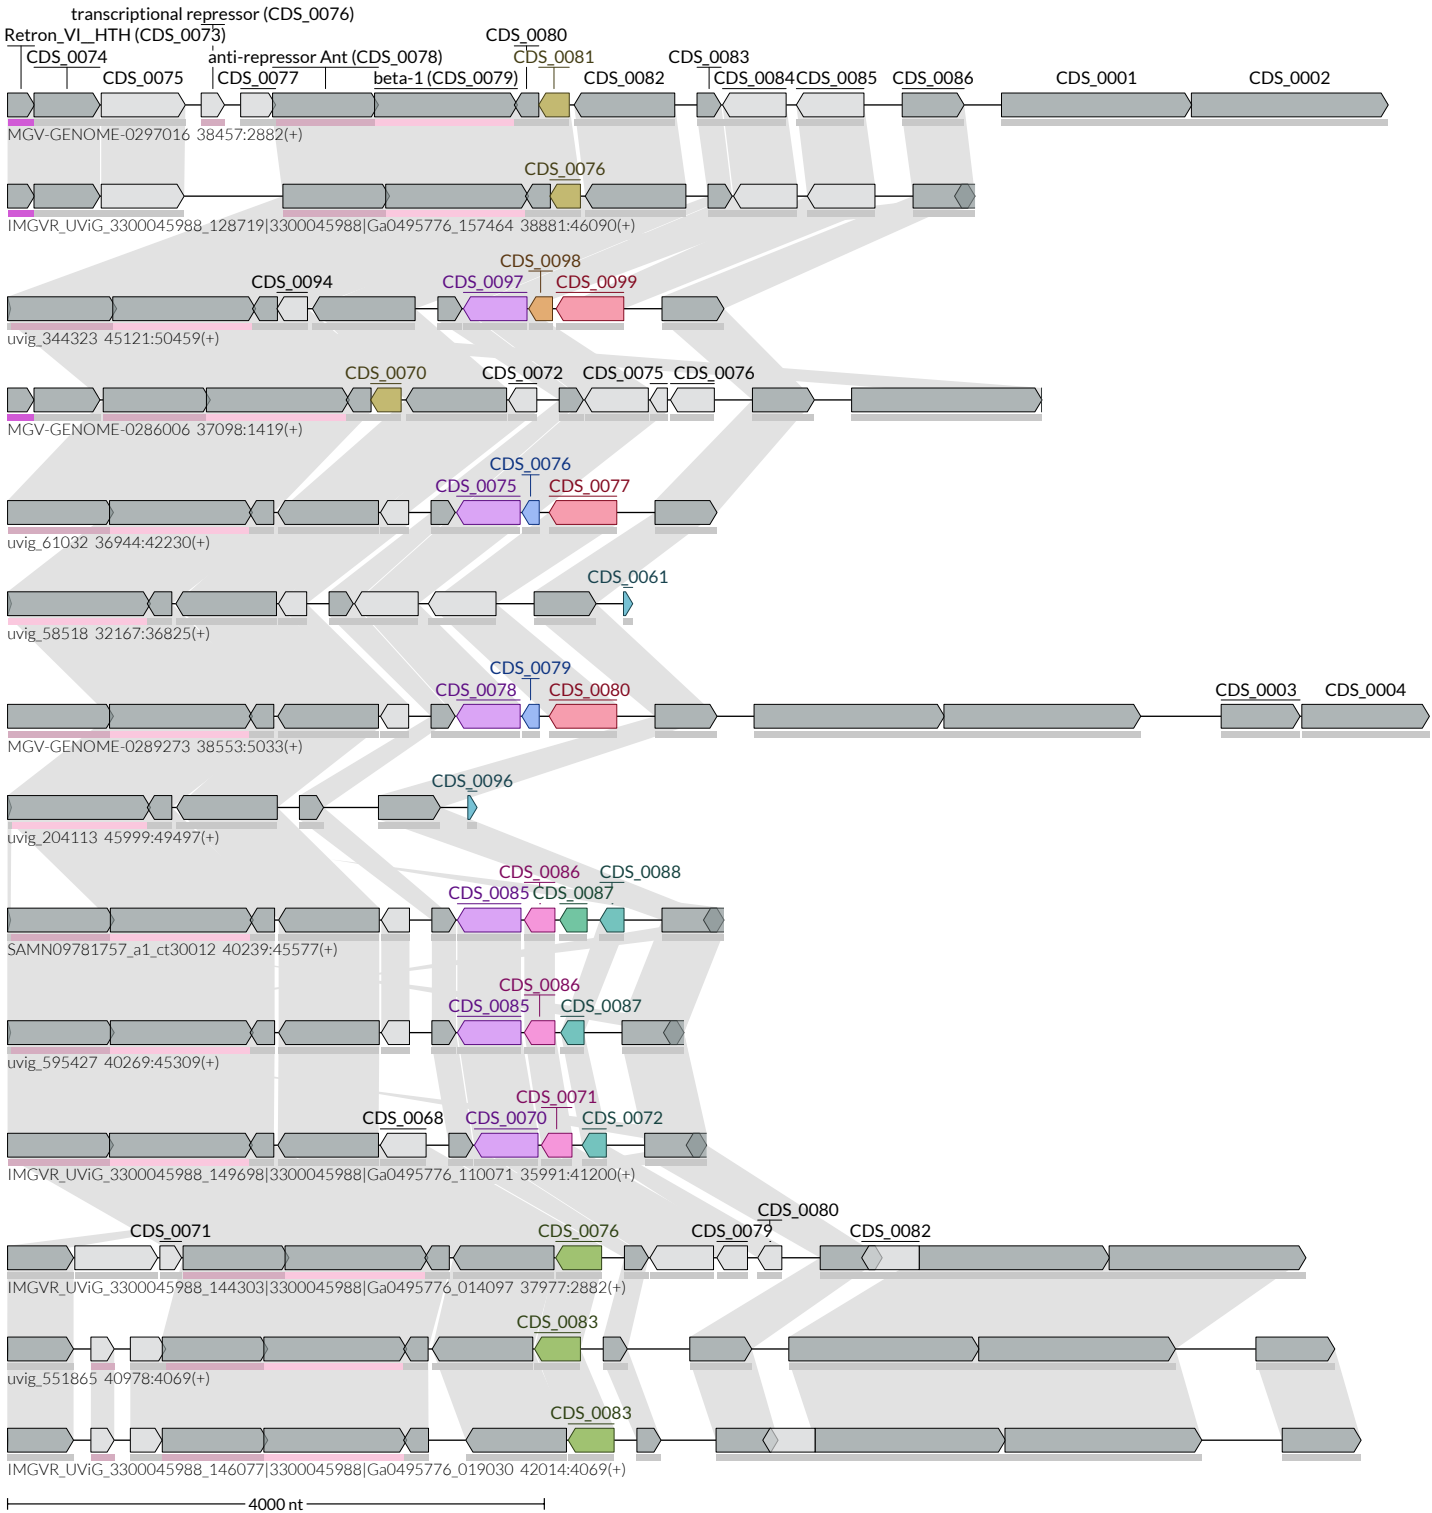 transcriptional repressor (CDS_0076)
Retron_VI__HTH (CDS_0073) CDS_0080
CDS_0074 anti-repressor Ant (CDS_0078) CDS_0081 CDS_0083
CDS_0075 CDS_0077 beta-1 (CDS_0079) CDS_0082 CDS_0084 CDS_0085 CDS_0086 CDS_0001 CDS_0002
MGV-GENOME-0297016 38457:2882(+)
CDS_0076
IMGVR_UViG_3300045988_128719|3300045988|Ga0495776_157464 38881:46090(+)
CDS_0098
CDS_0094 CDS_0097 CDS_0099
uvig_344323 45121:50459(+)
CDS_0070 CDS_0072 CDS_0075 CDS_0076
MGV-GENOME-0286006 37098:1419(+)
CDS_0076
CDS_0075 CDS_0077
uvig_61032 36944:42230(+)
CDS_0061
uvig_58518 32167:36825(+)
CDS_0079
CDS_0078 CDS_0080 CDS_0003 CDS_0004
MGV-GENOME-0289273 38553:5033(+)
CDS_0096
uvig_204113 45999:49497(+)
CDS_0086 CDS_0088
CDS_0085 CDS_0087
SAMN09781757_a1_ct30012 40239:45577(+)
CDS_0086
CDS_0085 CDS_0087
uvig_595427 40269:45309(+)
CDS_0071
CDS_0068 CDS_0070 CDS_0072
IMGVR_UViG_3300045988_149698|3300045988|Ga0495776_110071 35991:41200(+)
CDS_0080
CDS_0071 CDS_0076 CDS_0079 CDS_0082
IMGVR_UViG_3300045988_144303|3300045988|Ga0495776_014097 37977:2882(+)
CDS_0083
uvig_551865 40978:4069(+)
CDS_0083
IMGVR_UViG_3300045988_146077|3300045988|Ga0495776_019030 42014:4069(+)
4000 nt